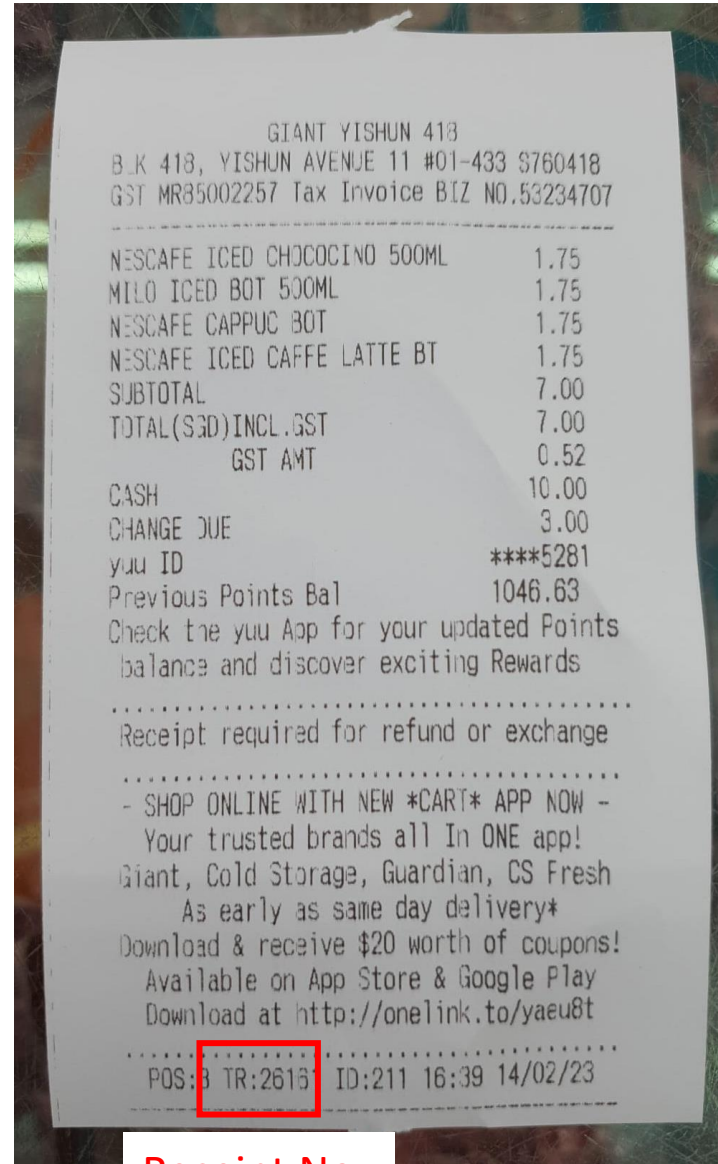 GIANT YISHUN 418
BLK 418, YISHUN AVENUE 11 #01-433 S760418
GST MR85002257 Tax Invoice BIZ NO.53234707
NESCAFE ICED CHOCOCINO 500ML 1.75
MILO ICED BOT 500ML 1.75
NESCAFE CAPPUC BOT 1.75
NESCAFE ICED CAFFE LATTE BT 1.75
SUBTOTAL 7.00
TOTAL(SGD)INCL.GST 7.00
GST AMT 0.52
CASH 10.00
CHANGE DUE 3.00
yuu ID ****5281
Previous Points Bal 1046.63
Check the yuu App for your updated Points
balance and discover exciting Rewards
Receipt required for refund or exchange
- SHOP ONLINE WITH NEW *CART* APP NOW -
Your trusted brands all In ONE app!
Giant, Cold Storage, Guardian, CS Fresh
As early as same day delivery*
Download & receive $20 worth of coupons!
Available on App Store & Google Play
Download at http://onelink.to/yaeu8t
POS: TR:26161 ID:211 16:39 14/02/23
Receipt No